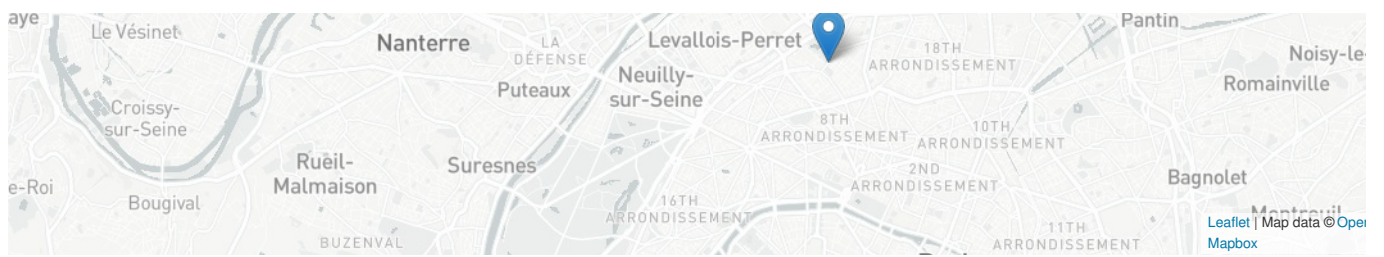 aye
Le Vésinet
Nanterre
LA
DÉFENSE
Levallois-Perret
18TH
ARRONDISSEMENT
Pantin
Noisy-le-
Romainville
Puteaux
Neuilly-
sur-Seine
Croissy-
sur-Seine
8TH
ARRONDISSEMENT
10TH
ARRONDISSEMENT
Rueil-
Malmaison
Suresnes
2ND
ARRONDISSEMENT
Bagnolet
e-Roi
Bougival
16TH
ARRONDISSEMENT
BUZENVAL
11TH
ARRONDISSEMENT
Montreuil
Leaflet | Map data © Oper
Mapbox